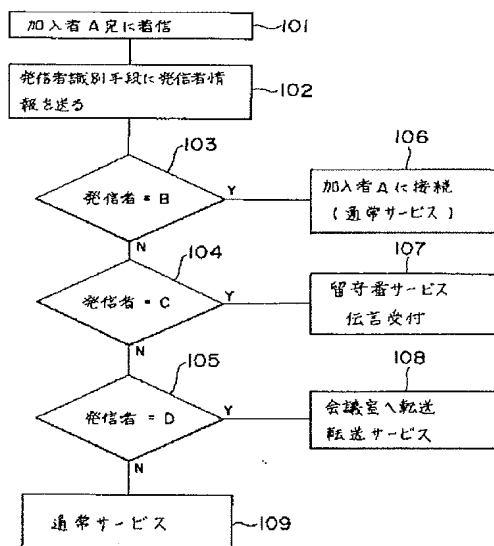 加入者A宛に着信
101
発信者識別手段に発信者情
報を送る
102
103
発信者=B
Y
N
106
加入者Aに接続
(通常サービス)
104
発信者=C
Y
N
107
留守番サービス
伝言受付
105
発信者=D
Y
N
108
会議室へ転送
転送サービス
通常サービス
109